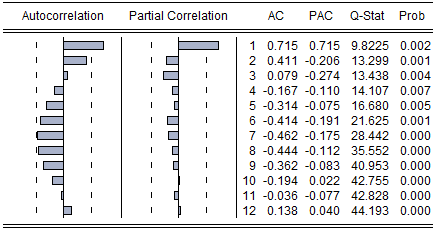 Autocorrelation Partial Correlation AC PAC Q-Stat Prob
1 0.715 0.715 9.8225 0.002
2 0.411 -0.206 13.299 0.001
3 0.079 -0.274 13.438 0.004
4 -0.167 -0.110 14.107 0.007
5 -0.314 -0.075 16.680 0.005
6 -0.414 -0.191 21.625 0.001
7 -0.462 -0.175 28.442 0.000
8 -0.444 -0.112 35.552 0.000
9 -0.362 -0.083 40.953 0.000
10 -0.194 0.022 42.755 0.000
11 -0.036 -0.077 42.828 0.000
12 0.138 0.040 44.193 0.000